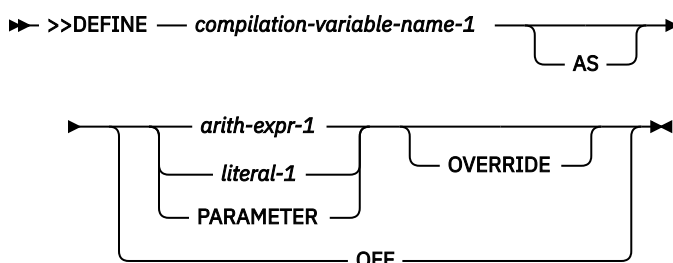 >>DEFINE compilation-variable-name-1
AS
arith-expr-1
OVERRIDE
literal-1
PARAMETER
OFF